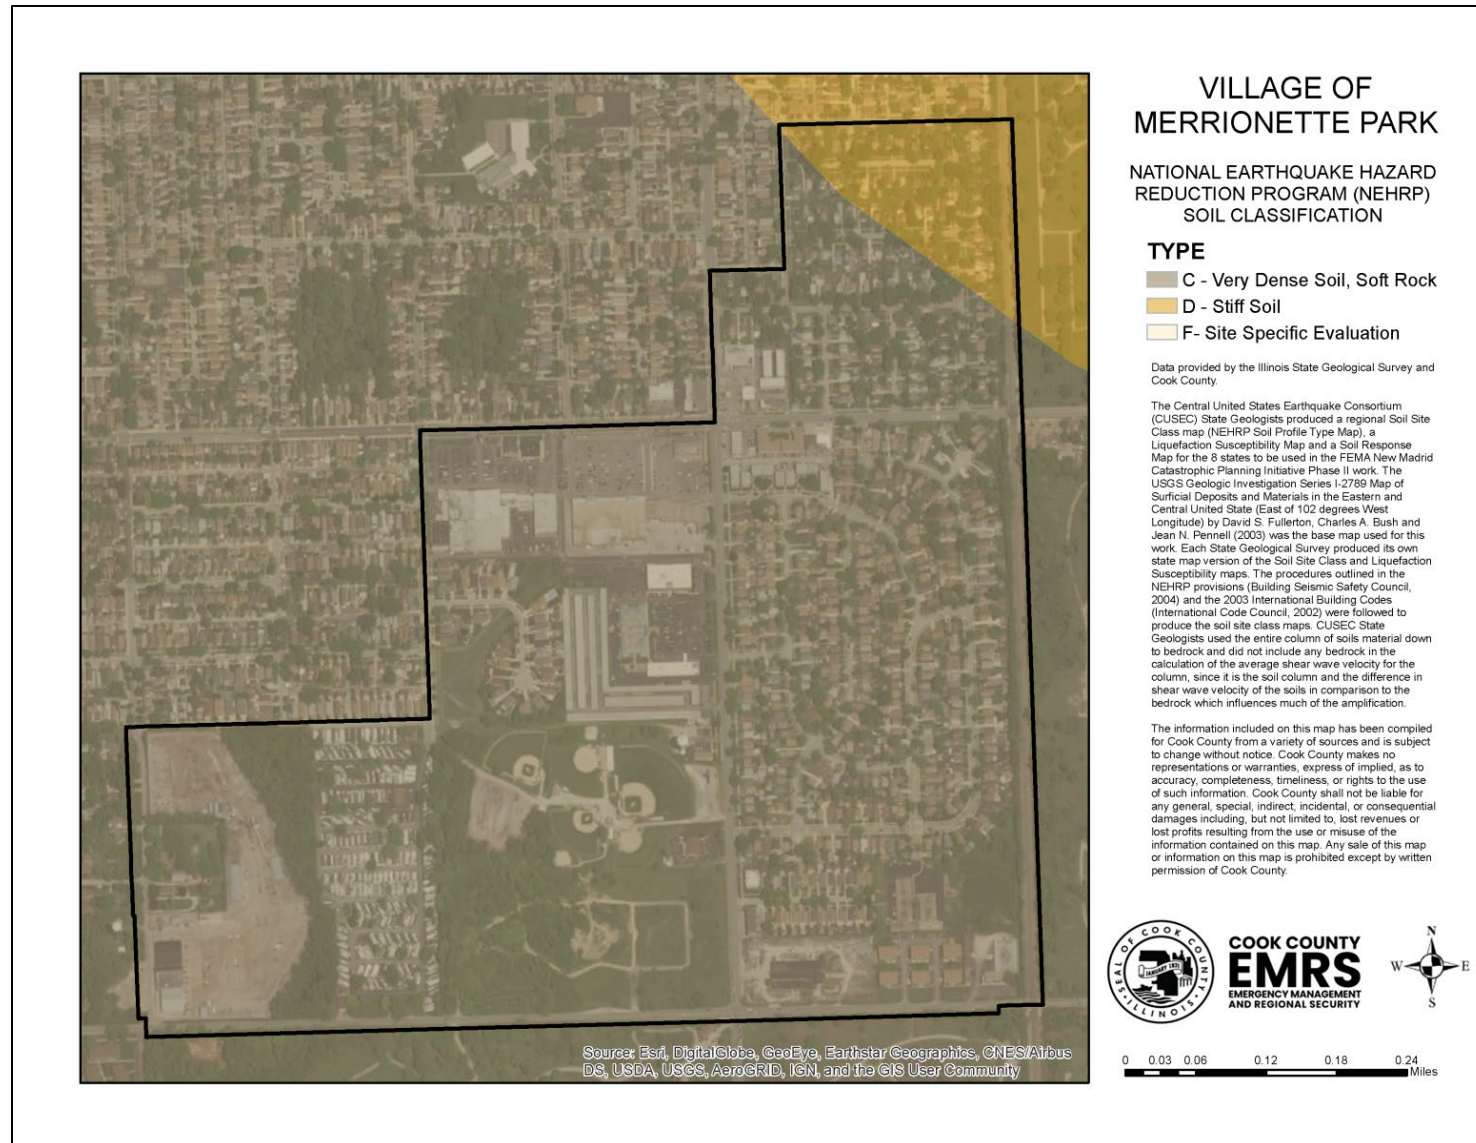 VILLAGE OF
MERRIONETTE PARK
NATIONAL EARTHQUAKE HAZARD
REDUCTION PROGRAM (NEHRP)
SOIL CLASSIFICATION
TYPE
C - Very Dense Soil, Soft Rock
D - Stiff Soil
F- Site Specific Evaluation
Data provided by the Illinois State Geological Survey and
Cook County.
The Central United States Earthquake Consortium
(CUSEC) State Geologists produced a regional Soil Site
Class map (NEHRP Soil Profile Type Map), a
Liquefaction Susceptibility Map and a Soil Response
Map for the 8 states to be used in the FEMA New Madrid
Catastrophic Planning Initiative Phase II work. The
USGS Geologic Investigation Series I-2789 Map of
Surficial Deposits and Materials in the Eastern and
Central United State (East of 102 degrees West
Longitude) by David S. Fullerton, Charles A. Bush and
Jean N. Pennell (2003) was the base map used for this
work. Each State Geological Survey produced its own
state map version of the Soil Site Class and Liquefaction
Susceptibility maps. The procedures outlined in the
NEHRP provisions (Building Seismic Safety Council,
2004) and the 2003 International Building Codes
(International Code Council, 2002) were followed to
produce the soil site class maps. CUSEC State
Geologists used the entire column of soils material down
to bedrock and did not include any bedrock in the
calculation of the average shear wave velocity for the
column, since it is the soil column and the difference in
shear wave velocity of the soils in comparison to the
bedrock which influences much of the amplification.
The information included on this map has been compiled
for Cook County from a variety of sources and is subject
to change without notice. Cook County makes no
representations or warranties, express of implied, as to
accuracy, completeness, timeliness, or rights to the use
of such information. Cook County shall not be liable for
any general, special, indirect, incidental, or consequential
damages including, but not limited to, lost revenues or
lost profits resulting from the use or misuse of the
information contained on this map. Any sale of this map
or information on this map is prohibited except by written
permission of Cook County.
SEAL OF COOK COUNTY
JANUARY 1831
ILLINOIS
COOK COUNTY
EMRS
EMERGENCY MANAGEMENT
AND REGIONAL SECURITY
N
W E
S
0 0.03 0.06 0.12 0.18 0.24
Miles
Source: Esri, DigitalGlobe, GeoEye, Earthstar Geographics, CNES/Airbus
DS, USDA, USGS, AeroGRID, IGN, and the GIS User Community